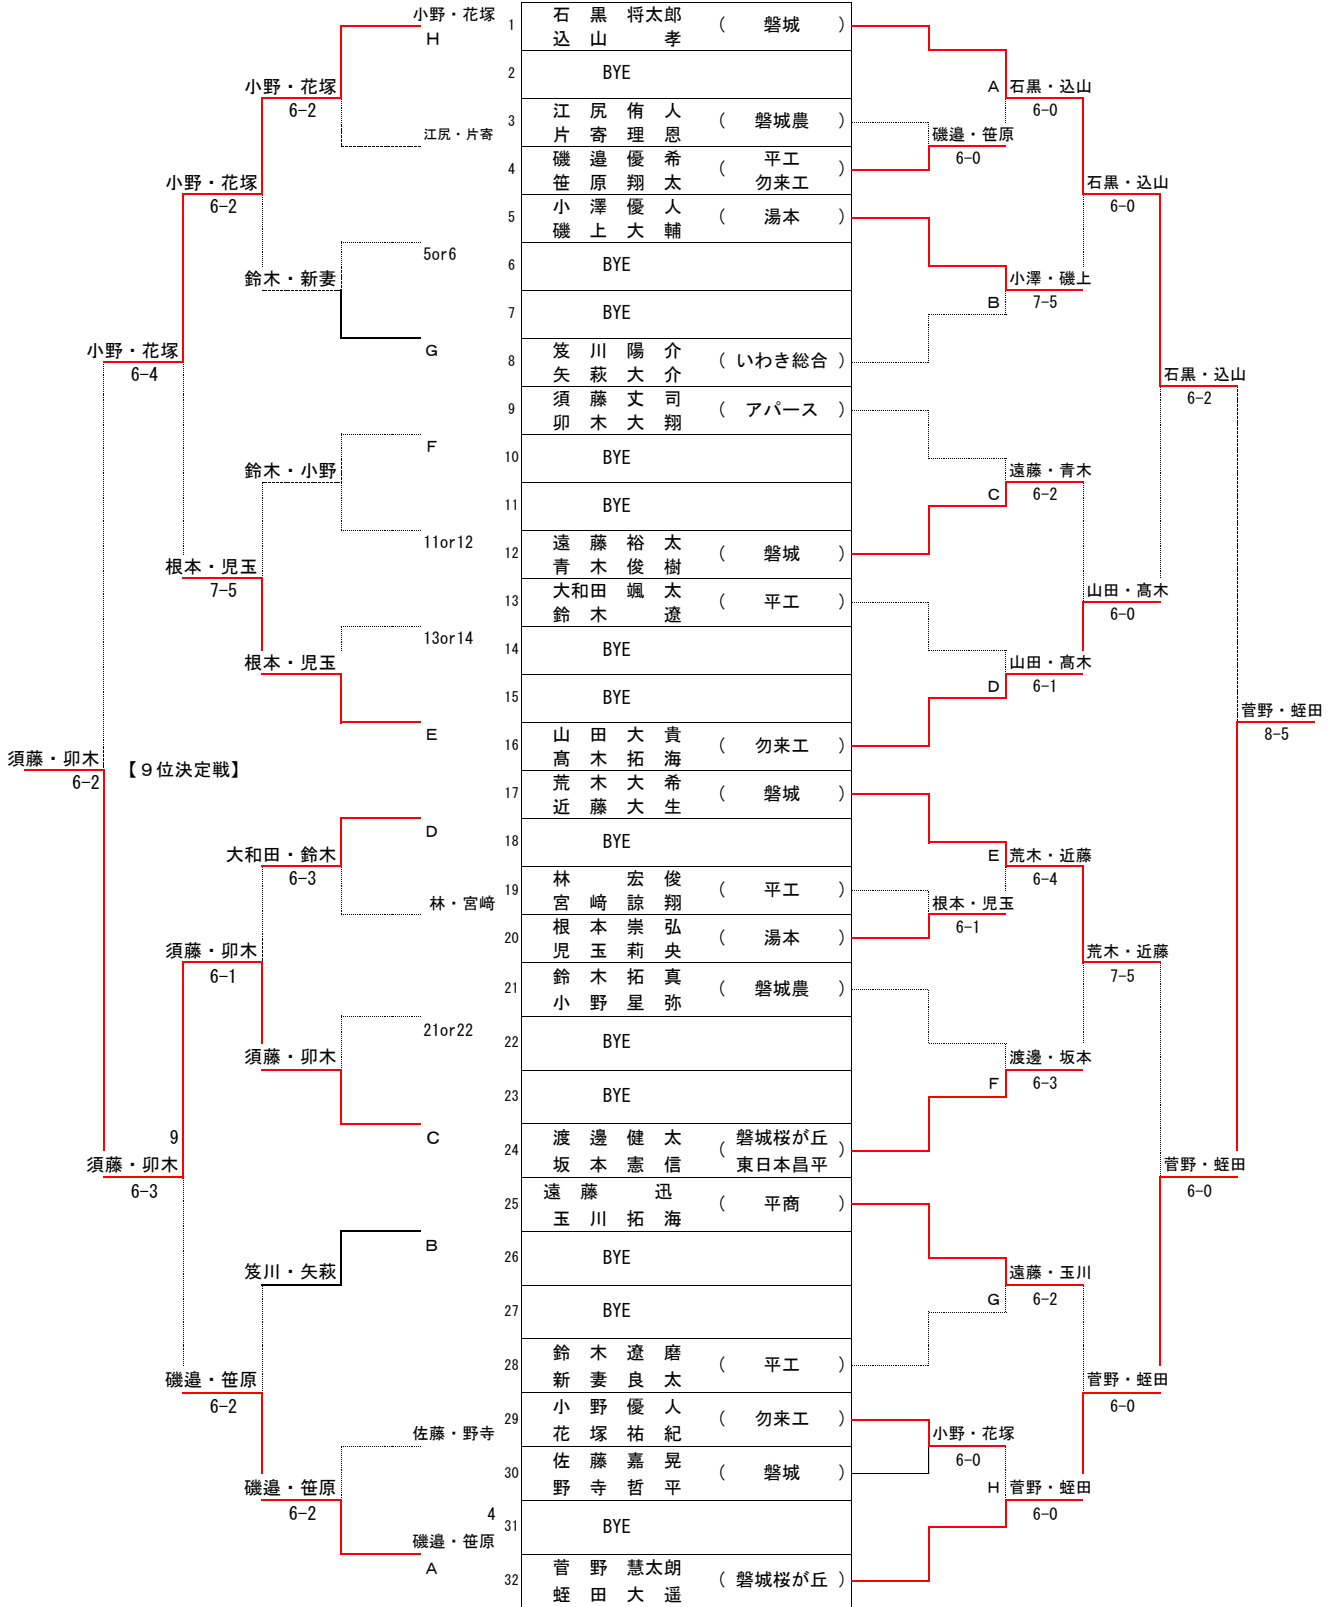 小野・花塚
H
1 石黒 将太郎 ( 磐城 )
込山 孝
2 BYE
小野・花塚
6-2
A 石黒・込山
6-0
3 江尻侑人 ( 磐城農 )
片寄理恩
江尻・片寄
磯邉・笹原
6-0
4 磯邉優希 ( 平工 )
笹原翔太 勿来工
小野・花塚
6-2
石黒・込山
6-0
5 小澤優人 ( 湯本 )
磯上大輔
5or6
6 BYE
鈴木・新妻
小澤・磯上
7-5
B
7 BYE
G
8 笈川陽介 ( いわき総合 )
矢萩大介
小野・花塚
6-4
石黒・込山
6-2
9 須藤丈司 ( アパース )
卯木大翔
F
10 BYE
鈴木・小野
遠藤・青木
6-2
C
11 BYE
11or12
12 遠藤裕太 ( 磐城 )
青木俊樹
根本・児玉
7-5
13 大和田颯太 ( 平工 )
鈴木遼
山田・髙木
6-0
13or14
14 BYE
根本・児玉
山田・髙木
6-1
D
15 BYE
E
16 山田大貴 ( 勿来工 )
髙木拓海
菅野・蛭田
8-5
須藤・卯木
6-2
【９位決定戦】
17 荒木大希 ( 磐城 )
近藤大生
D
18 BYE
大和田・鈴木
6-3
E 荒木・近藤
6-4
19 林宏俊 ( 平工 )
宮﨑諒翔
林・宮﨑
根本・児玉
6-1
20 根本崇弘 ( 湯本 )
児玉莉央
須藤・卯木
6-1
荒木・近藤
7-5
21 鈴木拓真 ( 磐城農 )
小野星弥
21or22
22 BYE
須藤・卯木
渡邊・坂本
6-3
F
23 BYE
9
C
24 渡邊健太 ( 磐城桜が丘 )
坂本憲信 東日本昌平
須藤・卯木
6-3
菅野・蛭田
6-0
25 遠藤迅 ( 平商 )
玉川拓海
B
26 BYE
笈川・矢萩
遠藤・玉川
6-2
G
27 BYE
28 鈴木遼磨 ( 平工 )
新妻良太
磯邉・笹原
6-2
菅野・蛭田
6-0
29 小野優人 ( 勿来工 )
花塚祐紀
佐藤・野寺
小野・花塚
6-0
30 佐藤嘉晃 ( 磐城 )
野寺哲平
磯邉・笹原
6-2
H 菅野・蛭田
6-0
4
31 BYE
磯邉・笹原
A
32 菅野慧太朗 ( 磐城桜が丘 )
蛭田大遥